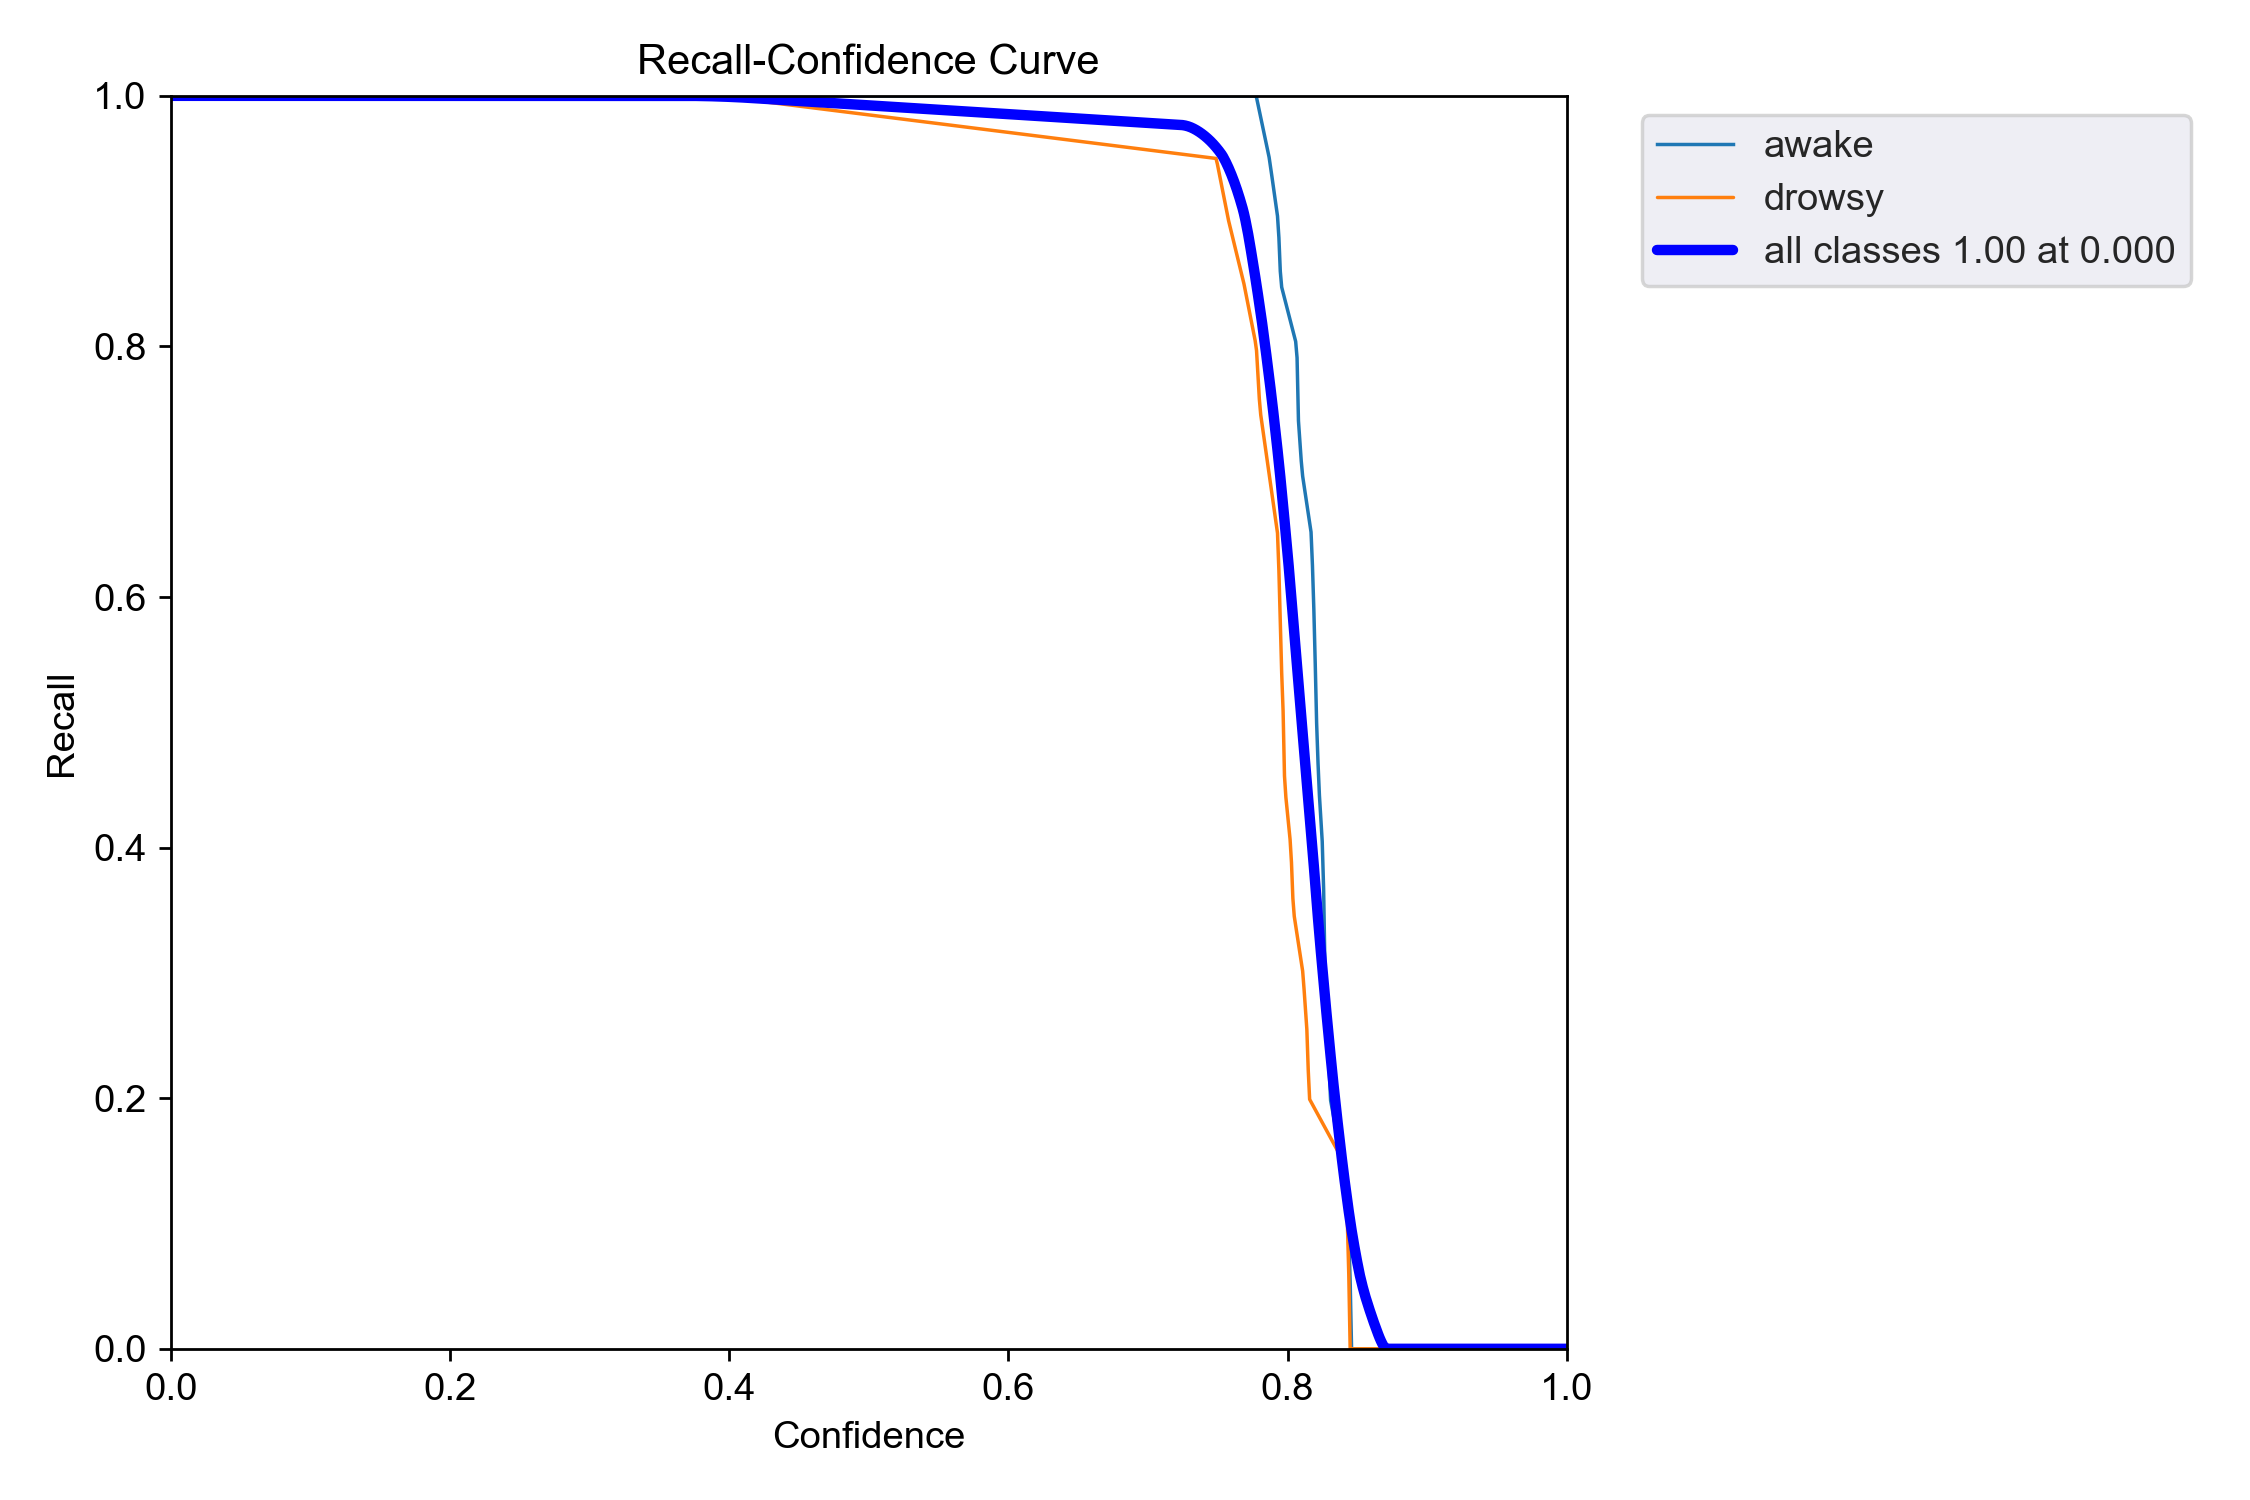 Recall-Confidence Curve
1.0
0.8
0.6
0.4
0.2
0.0
Recall
0.0 0.2 0.4 0.6 0.8 1.0
Confidence
awake
drowsy
all classes 1.00 at 0.000